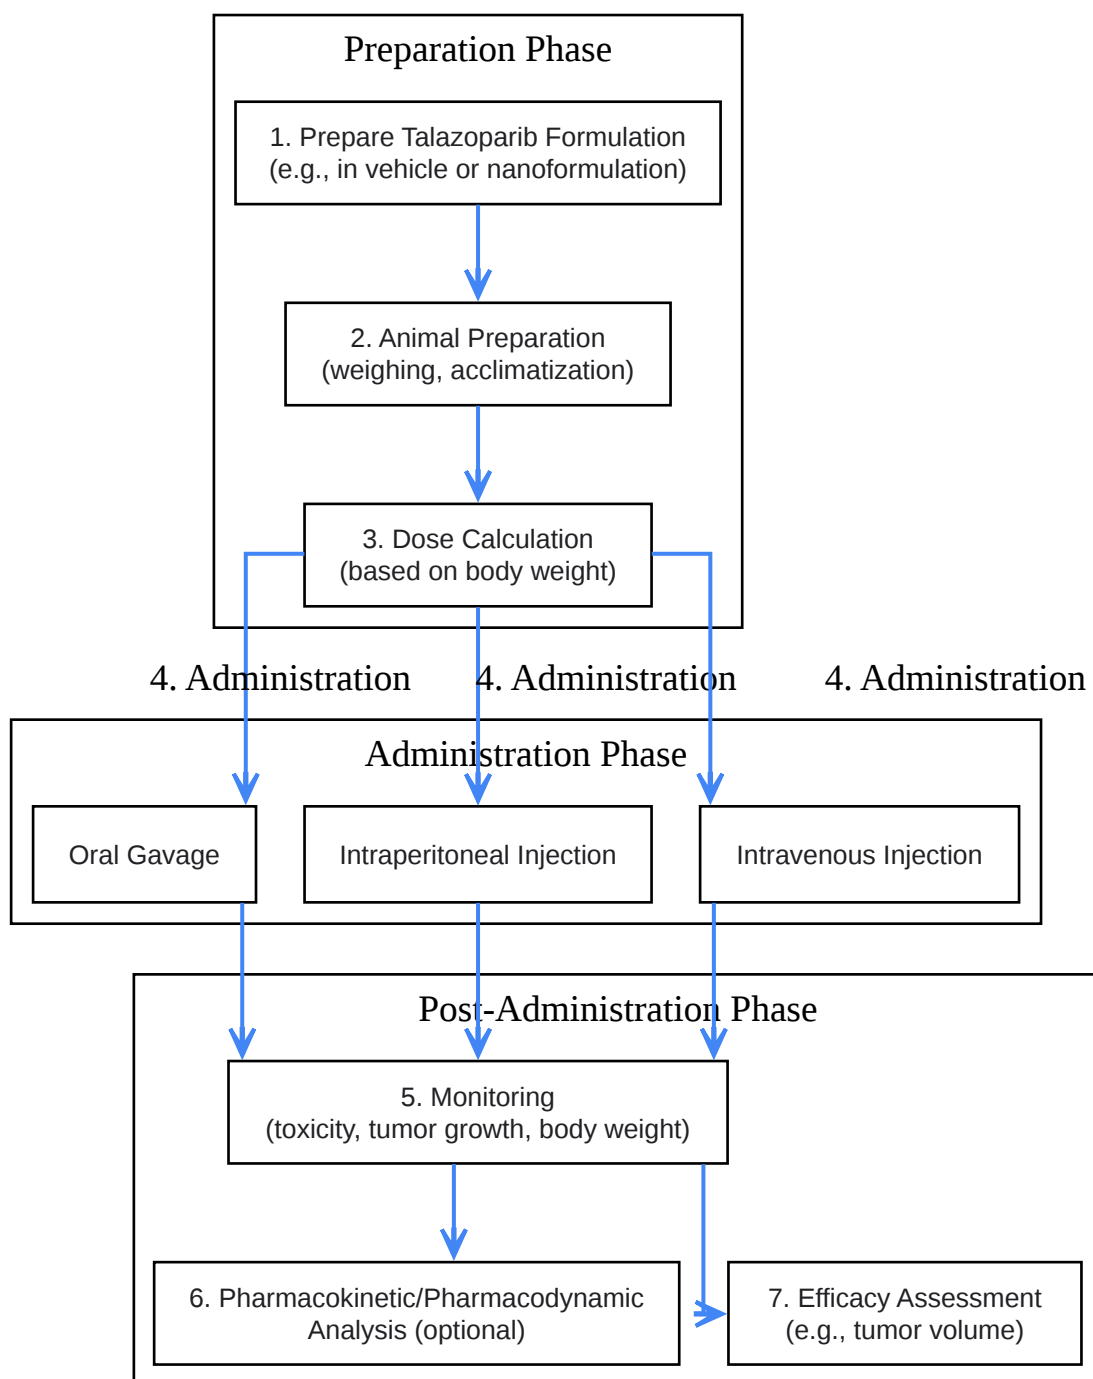 Preparation Phase
1. Prepare Talazoparib Formulation
(e.g., in vehicle or nanoformulation)
2. Animal Preparation
(weighing, acclimatization)
3. Dose Calculation
(based on body weight)
4. Administration
4. Administration
4. Administration
Administration Phase
Oral Gavage
Intraperitoneal Injection
Intravenous Injection
Post-Administration Phase
5. Monitoring
(toxicity, tumor growth, body weight)
6. Pharmacokinetic/Pharmacodynamic
Analysis (optional)
7. Efficacy Assessment
(e.g., tumor volume)